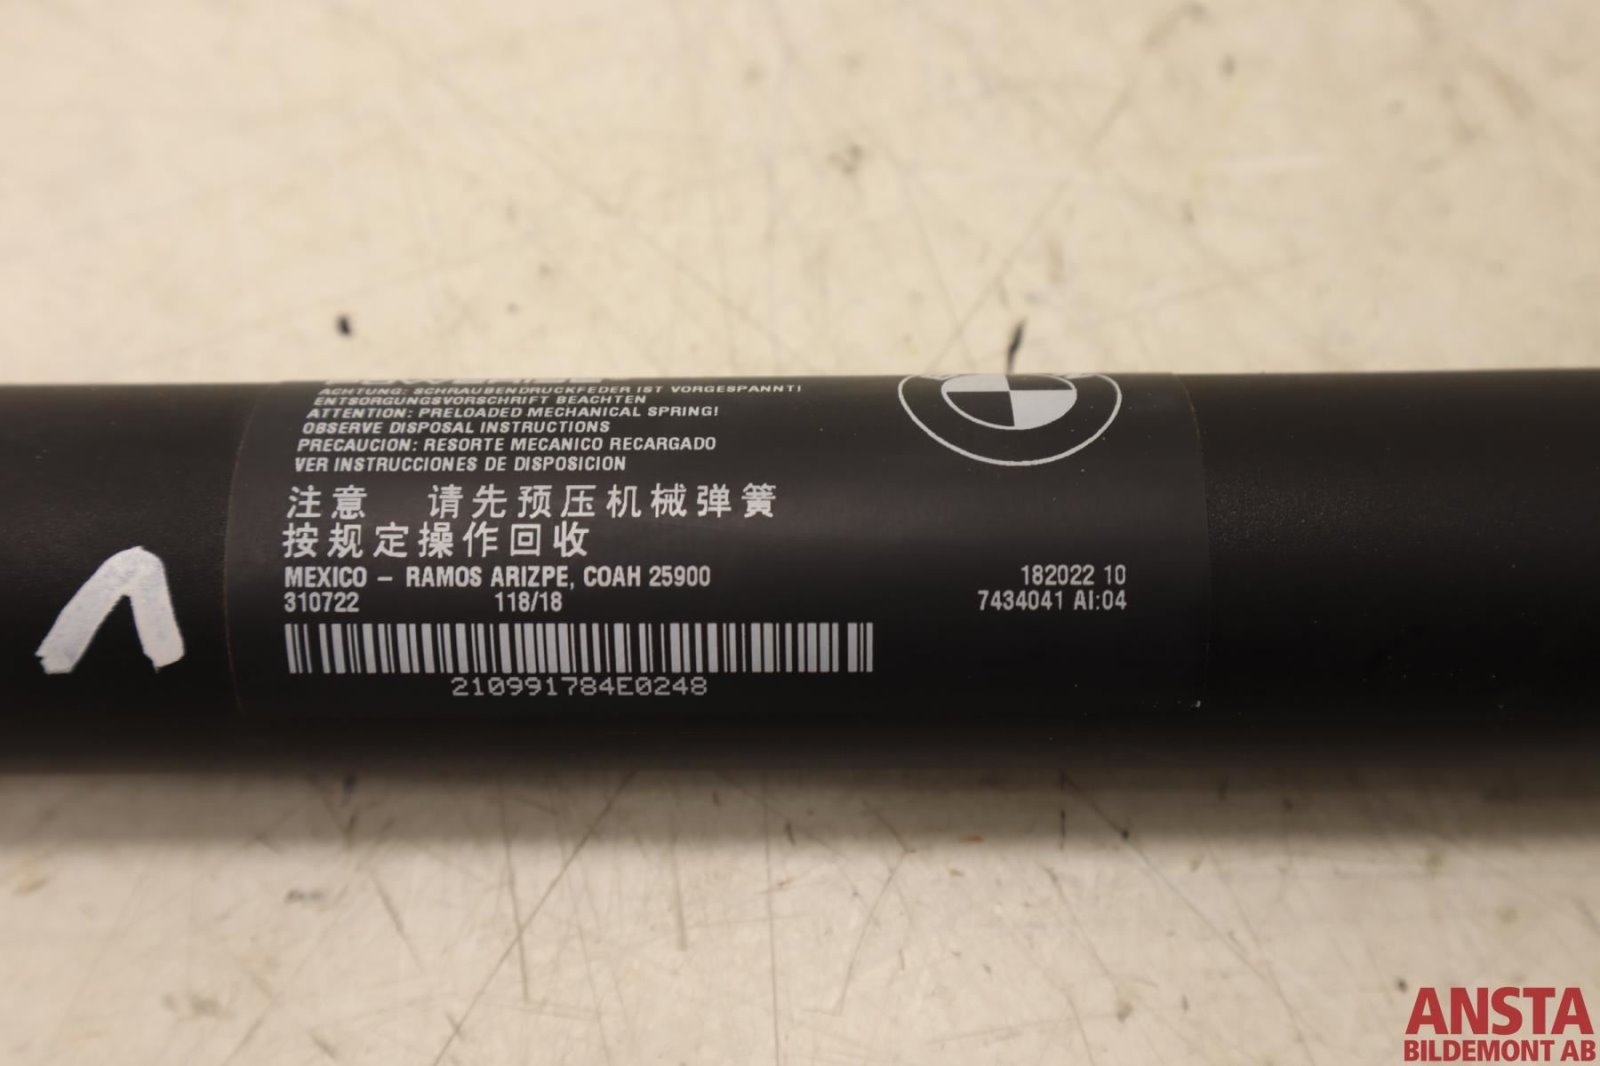 ACHTUNG: SCHRAUBENDRUCKFEDER IST VORGESPANNT!
ENTSORGUNGSVORSCHRIFT BEACHTEN
ATTENTION: PRELOADED MECHANICAL SPRING!
OBSERVE DISPOSAL INSTRUCTIONS
PRECAUCION: RESORTE MECANICO RECARGADO
VER INSTRUCCIONES DE DISPOSICION
注意 请先预压机械弹簧
按规定操作回收
MEXICO – RAMOS ARIZPE, COAH 25900
310722 118/18
210991784E0248
182022 10
7434041 AI:04
V
ANSTA
BILDEMONT AB